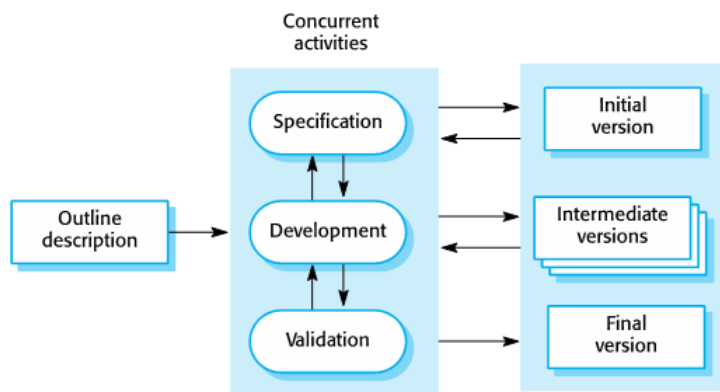 Concurrent
activities
Specification
Initial
version
Outline
description
Development
Intermediate
versions
Validation
Final
version